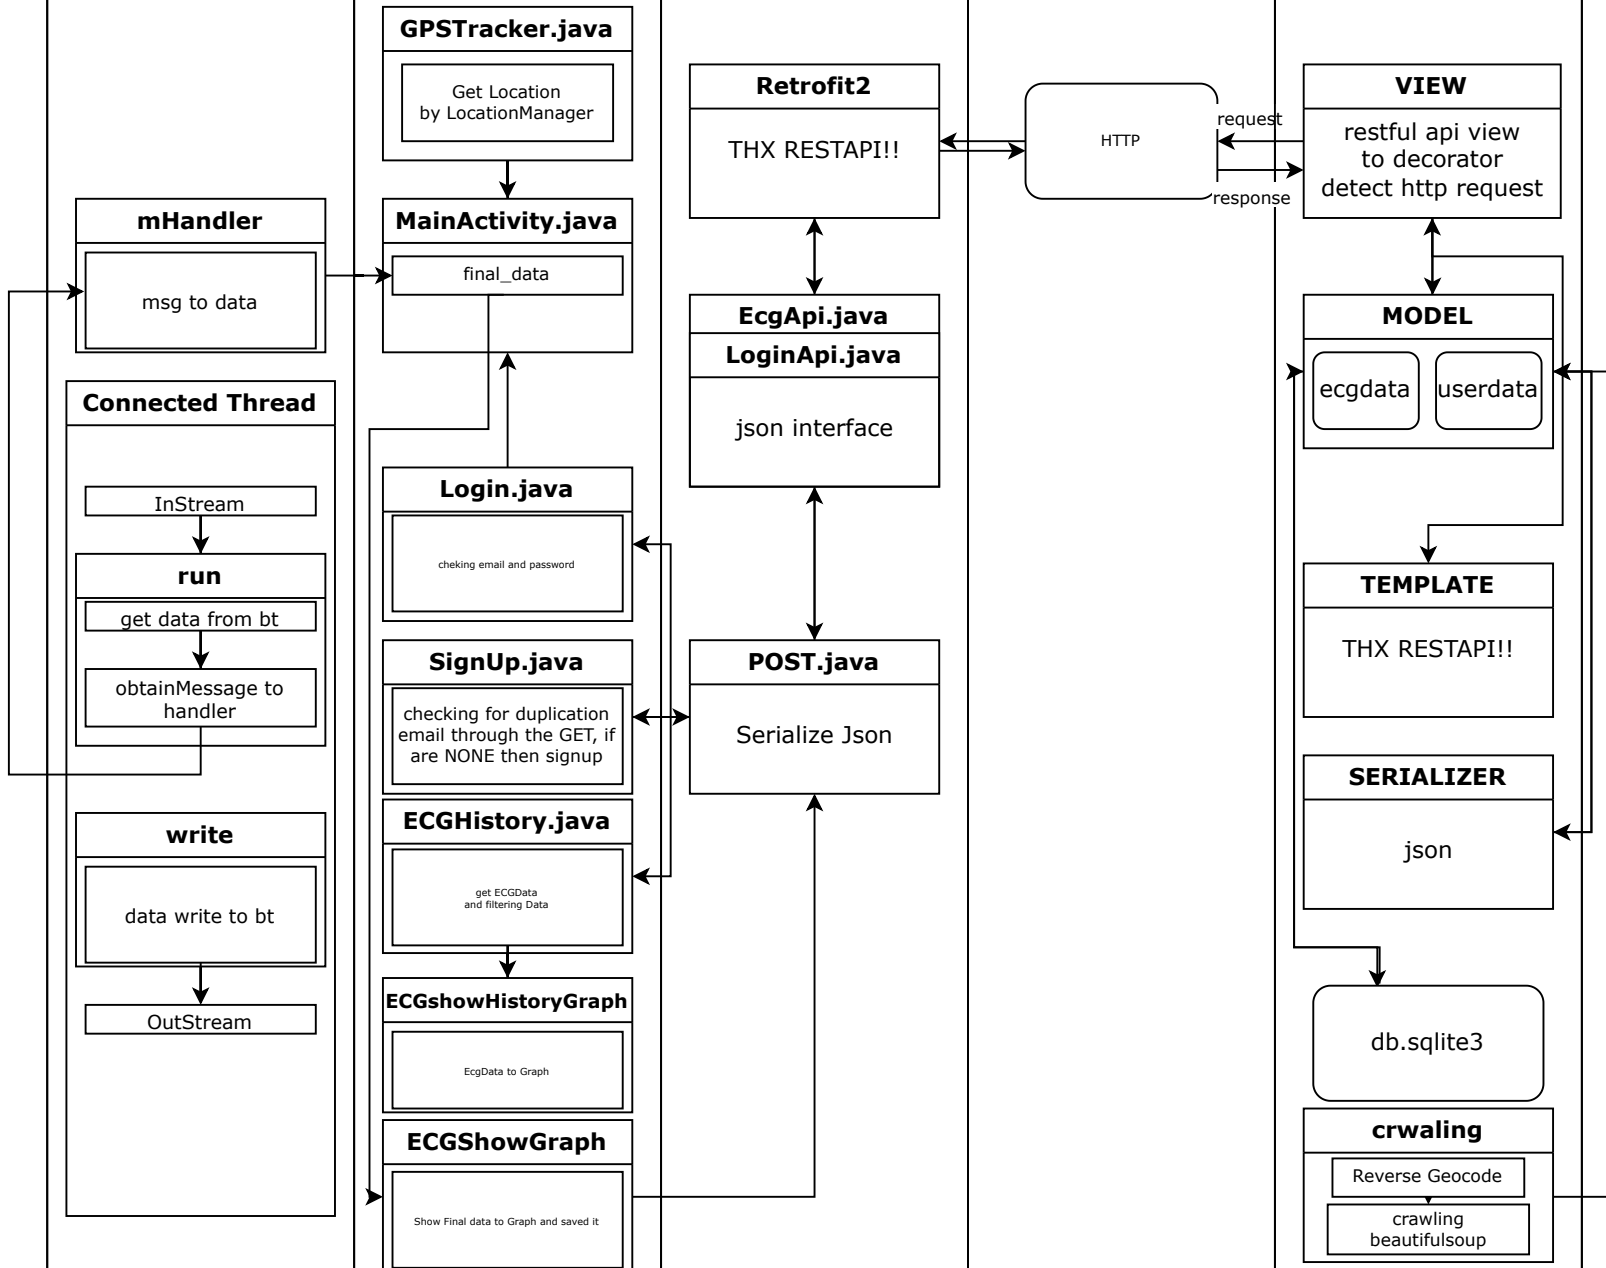 mHandler
msg to data
Connected Thread
InStream
run
get data from bt
obtainMessage to
handler
write
data write to bt
OutStream
GPSTracker.java
Get Location
by LocationManager
MainActivity.java
final_data
Login.java
cheking email and password
SignUp.java
checking for duplication
email through the GET, if
are NONE then signup
ECGHistory.java
get ECGData
and filtering Data
ECGshowHistoryGraph
EcgData to Graph
ECGShowGraph
Show Final data to Graph and saved it
Retrofit2
THX RESTAPI!!
EcgApi.java
LoginApi.java
json interface
POST.java
Serialize Json
HTTP
request
response
VIEW
restful api view
to decorator
detect http request
MODEL
ecgdata
userdata
TEMPLATE
THX RESTAPI!!
SERIALIZER
json
db.sqlite3
crwaling
Reverse Geocode
crawling
beautifulsoup